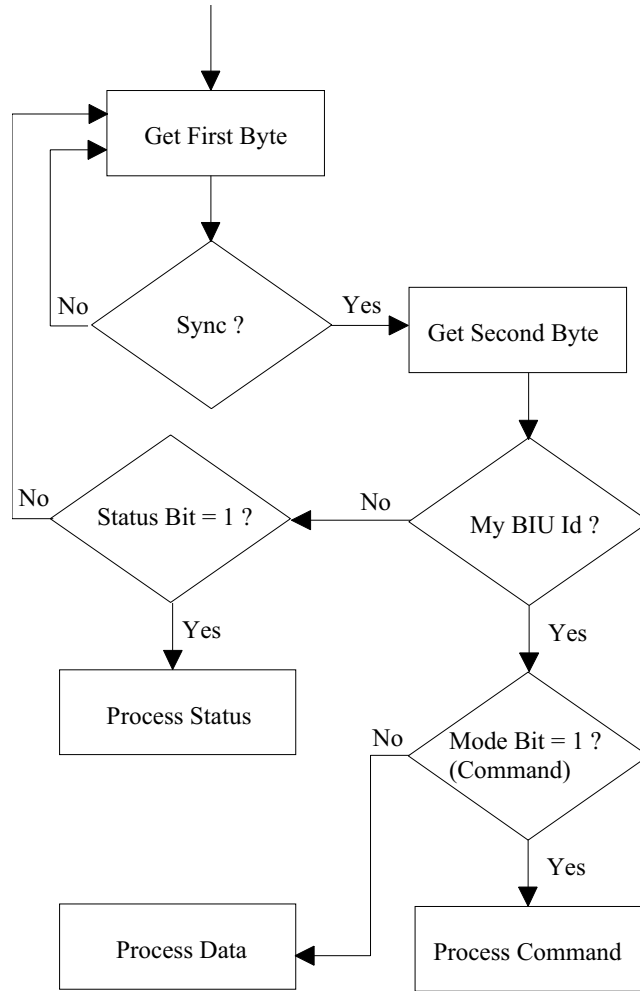 Get First Byte
No
Sync ?
Yes
Get Second Byte
No
Status Bit = 1 ?
No
My BIU Id ?
Yes
Yes
Process Status
No
Mode Bit = 1 ?
(Command)
Yes
Process Data
Process Command